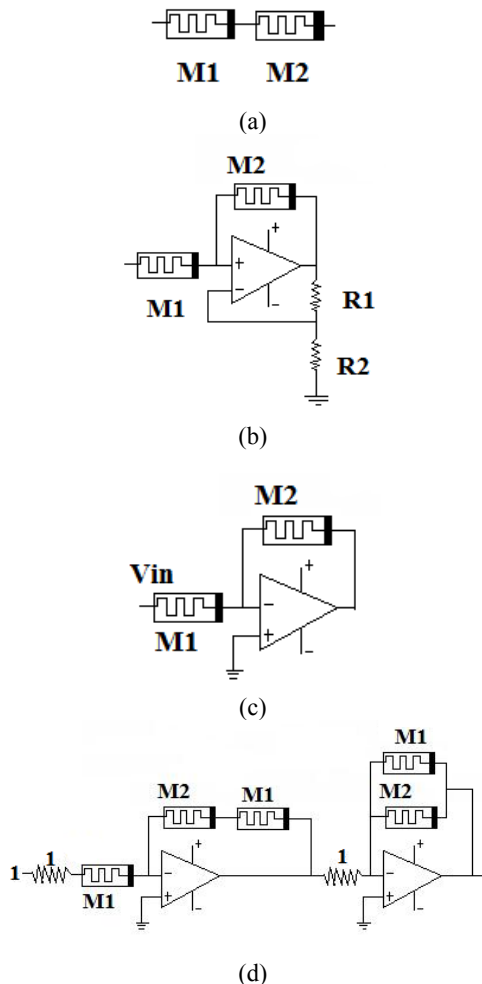 M1 M2
(a)
M2
+
+
−
−
M1
R1
R2
(b)
M2
Vin
+
−
+
−
M1
(c)
M1
M2 M1
M2
1 1
1
+
+
− −
M1
+ +
− −
(d)